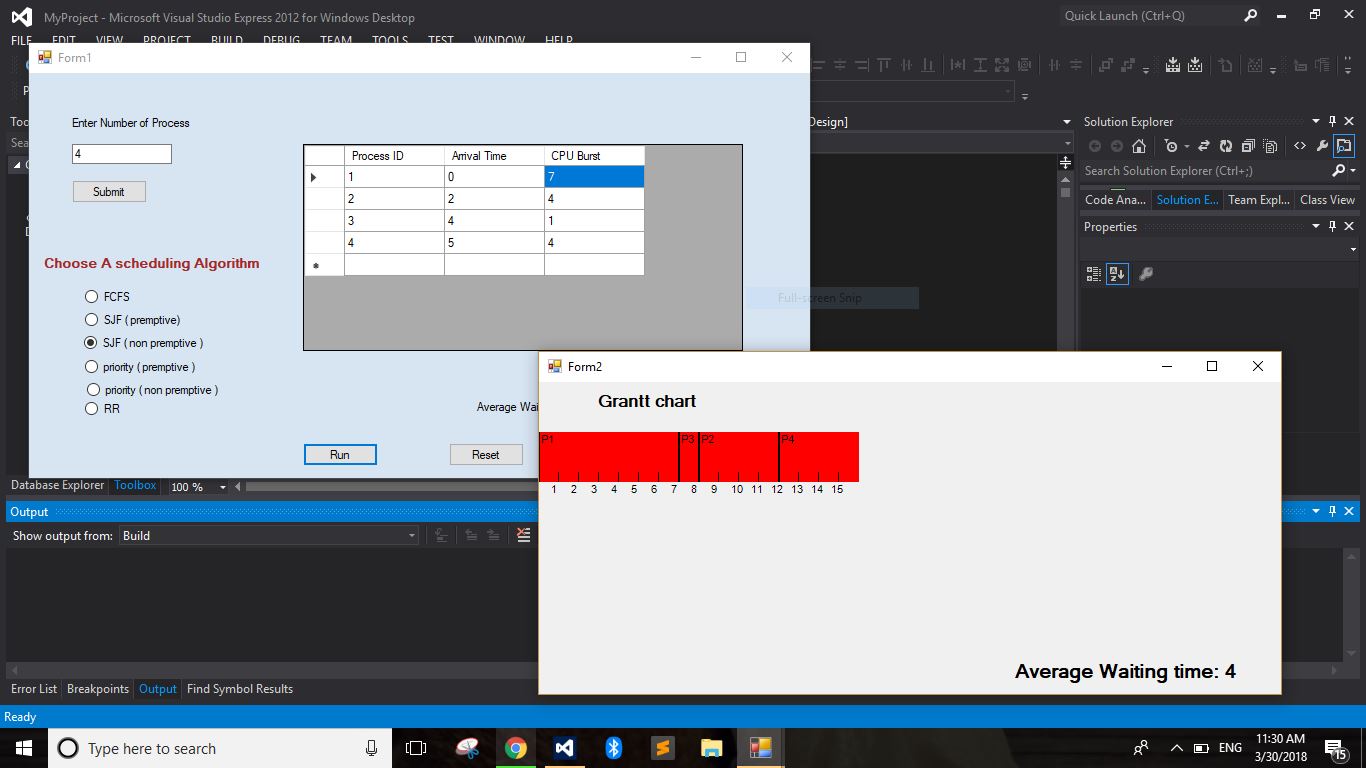 MyProject - Microsoft Visual Studio Express 2012 for Windows Desktop
Quick Launch (Ctrl+Q)
FILE EDIT VIEW PROJECT BUILD DEBUG TEAM TOOLS TEST WINDOW HELP
Form1
Enter Number of Process
4
Submit
Process ID Arrival Time CPU Burst
1 0 7
2 2 4
3 4 1
4 5 4
*
Choose A scheduling Algorithm
FCFS
SJF ( premptive)
SJF ( non premptive )
priority ( premptive )
priority ( non premptive )
RR
Average Wai
Run
Reset
Full-screen Snip
Design]
Solution Explorer
Search Solution Explorer (Ctrl+;)
Code Ana... Solution E... Team Expl... Class View
Properties
Form2
Grantt chart
P1 P3 P2 P4
1 2 3 4 5 6 7 8 9 10 11 12 13 14 15
Average Waiting time: 4
Database Explorer Toolbox 100 %
Output
Show output from: Build
Error List Breakpoints Output Find Symbol Results
Ready
Type here to search
ENG
11:30 AM
3/30/2018
15